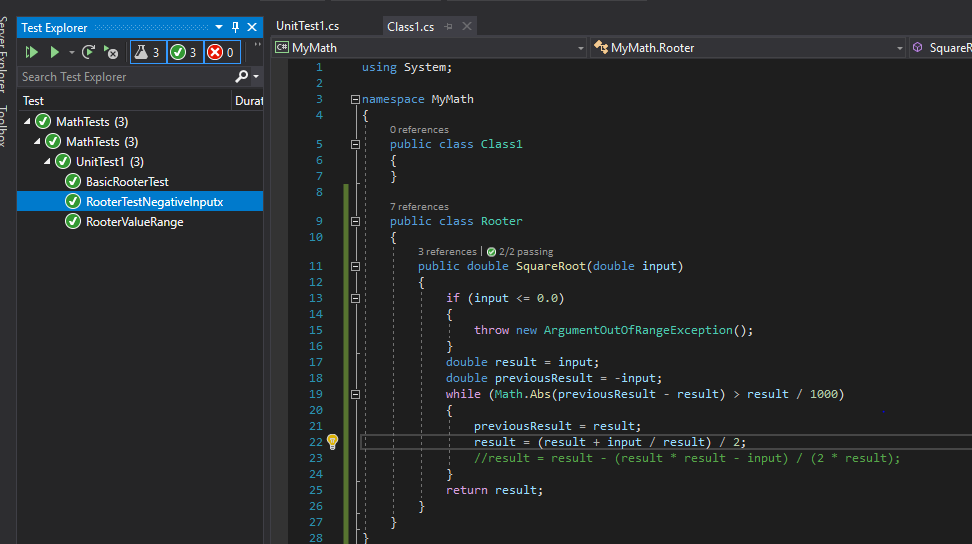 Server Explorer
Toolbox
Test Explorer
3 3 0
Search Test Explorer
Test Durat
MathTests (3)
MathTests (3)
UnitTest1 (3)
BasicRooterTest
RooterTestNegativeInputx
RooterValueRange
UnitTest1.cs Class1.cs
C# MyMath MyMath.Rooter SquareR
1 using System;
2
3 namespace MyMath
4 {
0 references
5 public class Class1
6 {
7 }
8
7 references
9 public class Rooter
10 {
3 references | 2/2 passing
11 public double SquareRoot(double input)
12 {
13 if (input <= 0.0)
14 {
15 throw new ArgumentOutOfRangeException();
16 }
17 double result = input;
18 double previousResult = -input;
19 while (Math.Abs(previousResult - result) > result / 1000)
20 {
21 previousResult = result;
22 result = (result + input / result) / 2;
23 //result = result - (result * result - input) / (2 * result);
24 }
25 return result;
26 }
27 }
28 }